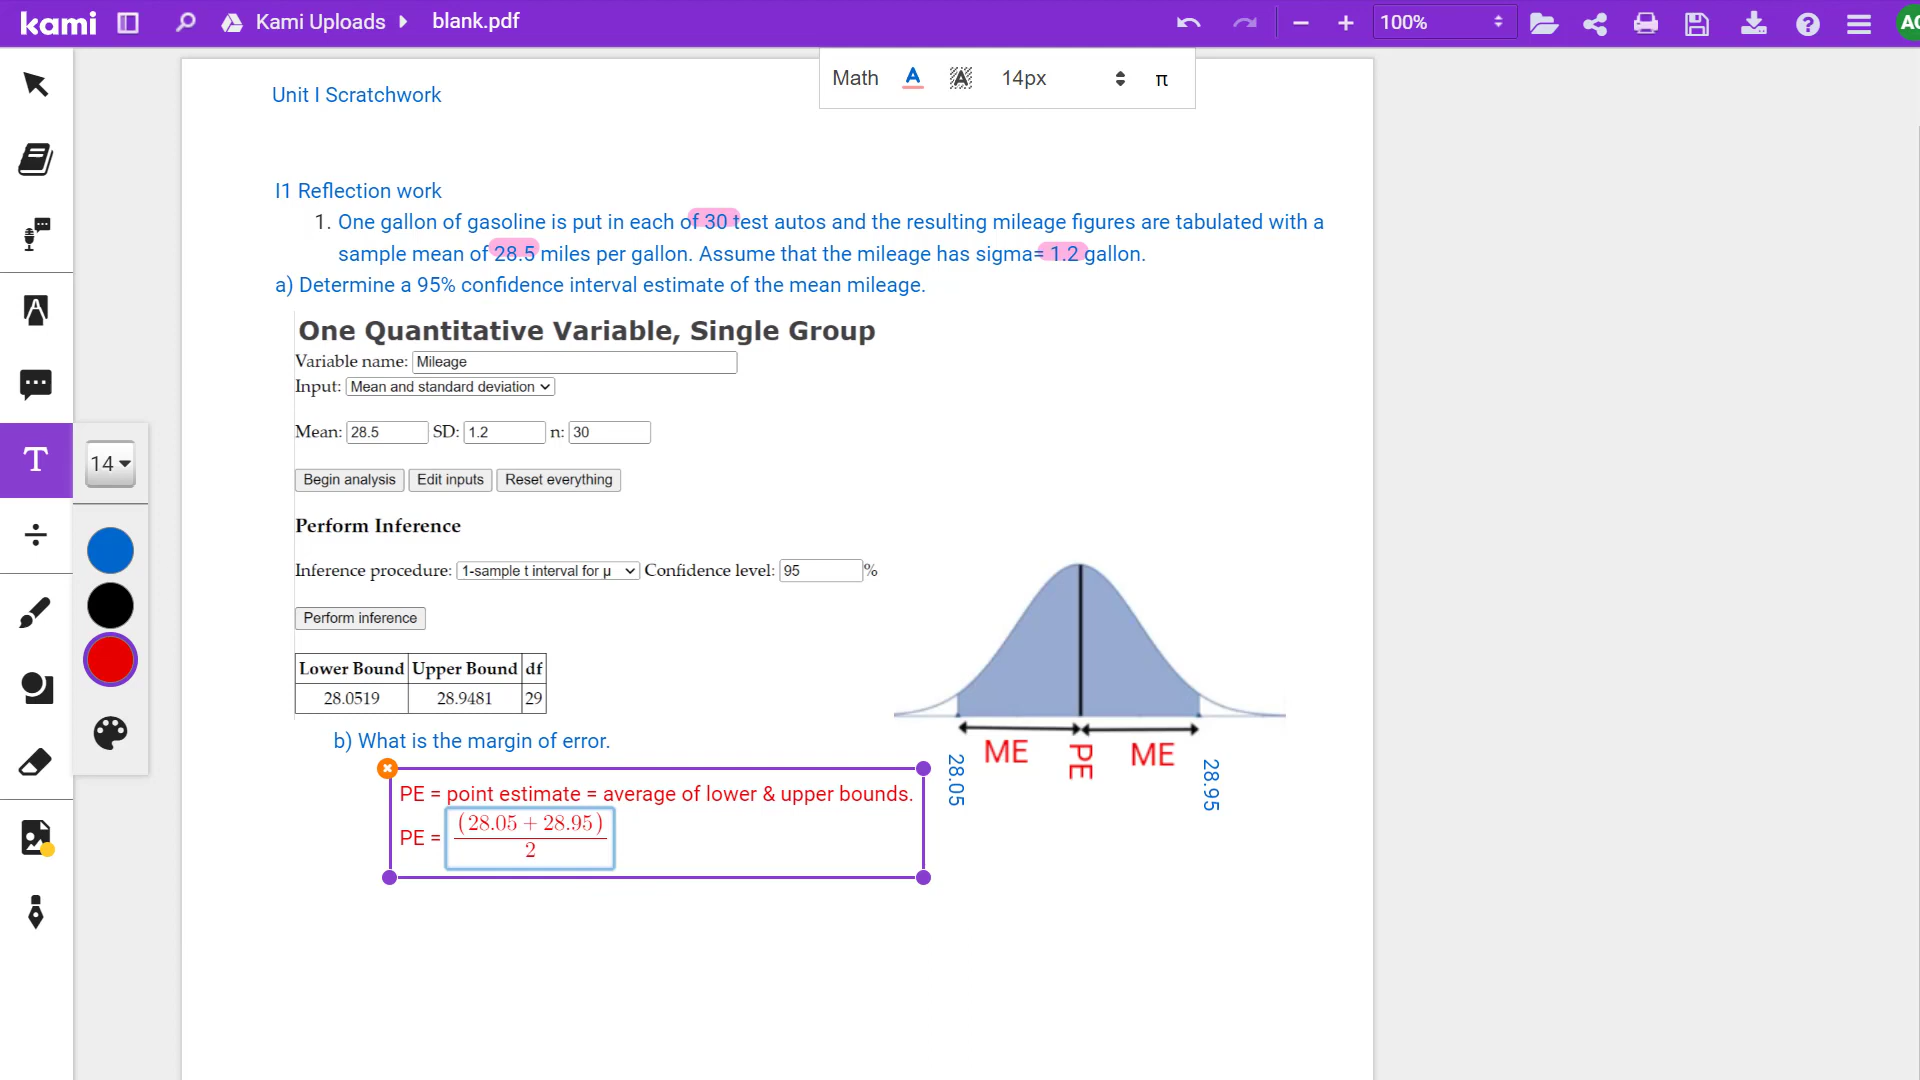 kami
Kami Uploads
blank.pdf
100%
AC
Math
A
A
14px
π
T
14
Unit I Scratchwork
I1 Reflection work
1. One gallon of gasoline is put in each of 30 test autos and the resulting mileage figures are tabulated with a
sample mean of 28.5 miles per gallon. Assume that the mileage has sigma= 1.2 gallon.
a) Determine a 95% confidence interval estimate of the mean mileage.
One Quantitative Variable, Single Group
Variable name: Mileage
Input: Mean and standard deviation
Mean: 28.5 SD: 1.2 n: 30
Begin analysis Edit inputs Reset everything
Perform Inference
Inference procedure: 1-sample t interval for μ Confidence level: 95 %
Perform inference
Lower Bound Upper Bound df
28.0519 28.9481 29
b) What is the margin of error.
PE = point estimate = average of lower & upper bounds.
PE = (28.05 + 28.95)
2
28.05
ME
PE
ME
28.95